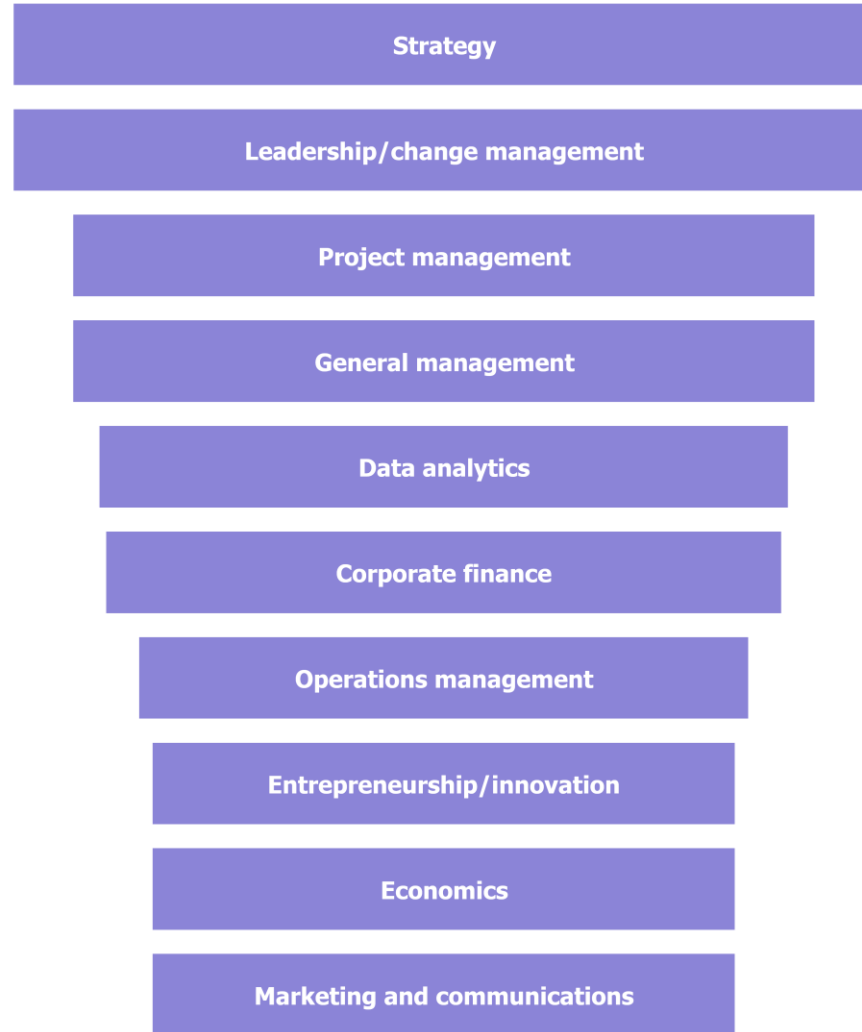 Strategy
Leadership/change management
Project management
General management
Data analytics
Corporate finance
Operations management
Entrepreneurship/innovation
Economics
Marketing and communications